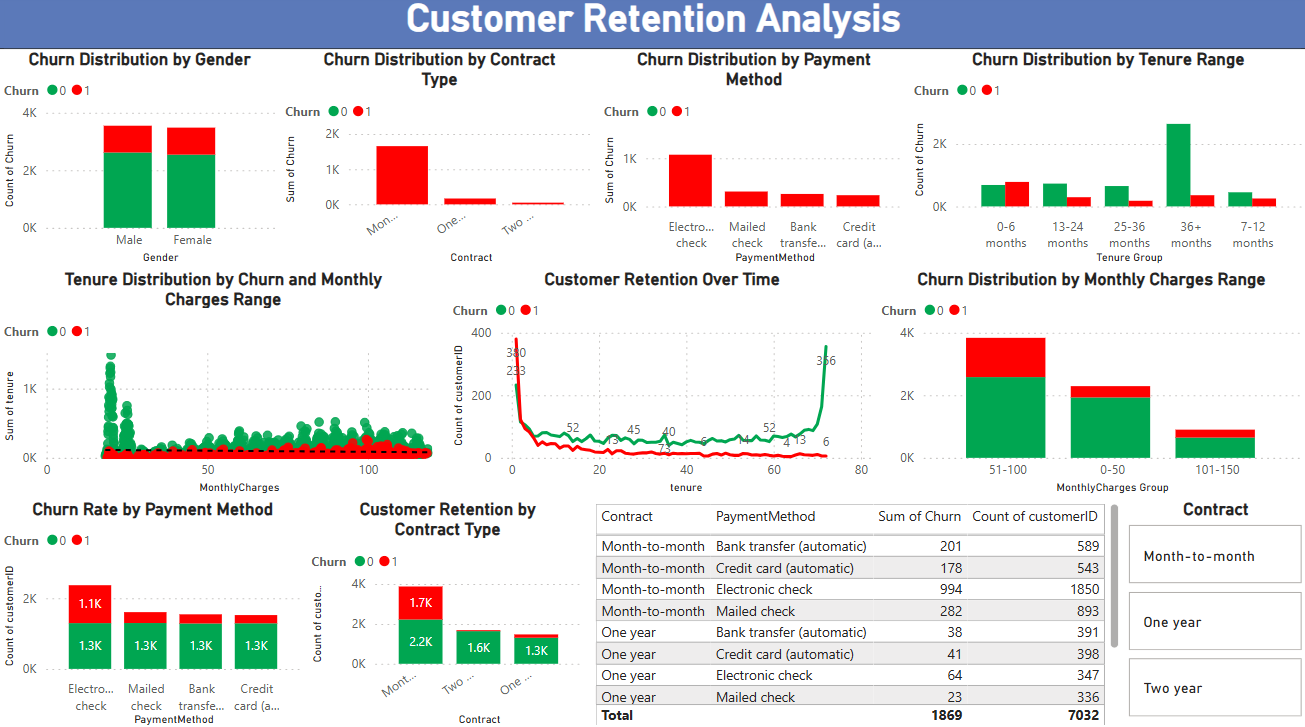 Customer Retention Analysis
Churn Distribution by Gender
Churn 0 1
4K
2K
0K
Count of Churn
Male Female
Gender
Churn Distribution by Contract
Type
Churn 0 1
2K
1K
0K
Sum of Churn
Mon... One... Two ...
Contract
Churn Distribution by Payment
Method
Churn 0 1
1K
0K
Sum of Churn
Electro... Mailed Bank Credit
check check transfe... card (a...
PaymentMethod
Churn Distribution by Tenure Range
Churn 0 1
2K
0K
Count of Churn
0-6 13-24 25-36 36+ 7-12
months months months months months
Tenure Group
Tenure Distribution by Churn and Monthly
Charges Range
Churn 0 1
1K
0K
Sum of tenure
0 50 100
MonthlyCharges
Customer Retention Over Time
Churn 0 1
400
200
0
Count of customerID
380
233
52 45 40 52 366
13 73 6 14 4 13 6
0 20 40 60 80
tenure
Churn Distribution by Monthly Charges Range
Churn 0 1
4K
2K
0K
51-100 0-50 101-150
MonthlyCharges Group
Churn Rate by Payment Method
Churn 0 1
2K
0K
Count of customerID
1.1K
1.3K 1.3K 1.3K 1.3K
Electro... Mailed Bank Credit
check check transfe... card (a...
PaymentMethod
Customer Retention by
Contract Type
Churn 0 1
4K
2K
0K
Count of custo...
1.7K
2.2K 1.6K 1.3K
Mont... Two ... One ...
Contract
Contract PaymentMethod Sum of Churn Count of customerID
Month-to-month Bank transfer (automatic) 201 589
Month-to-month Credit card (automatic) 178 543
Month-to-month Electronic check 994 1850
Month-to-month Mailed check 282 893
One year Bank transfer (automatic) 38 391
One year Credit card (automatic) 41 398
One year Electronic check 64 347
One year Mailed check 23 336
Total 1869 7032
Contract
Month-to-month
One year
Two year